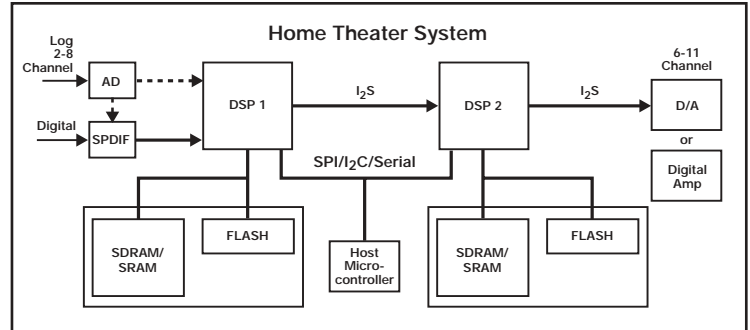 Home Theater System
Log
2-8
Channel
AD
Digital
SPDIF
DSP 1
I2S
DSP 2
I2S
6-11
Channel
D/A
or
Digital
Amp
SPI/I2C/Serial
SDRAM/
SRAM
FLASH
Host
Micro-
controller
SDRAM/
SRAM
FLASH